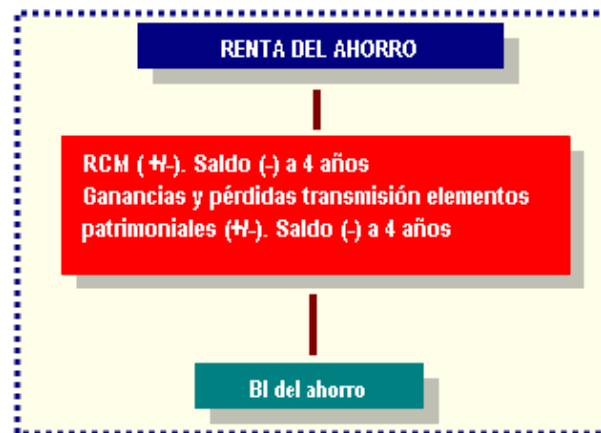 RENTA DEL AHORRO
RCM (+/-). Saldo (-) a 4 años
Ganancias y pérdidas transmisión elementos
patrimoniales (+/-). Saldo (-) a 4 años
BI del ahorro